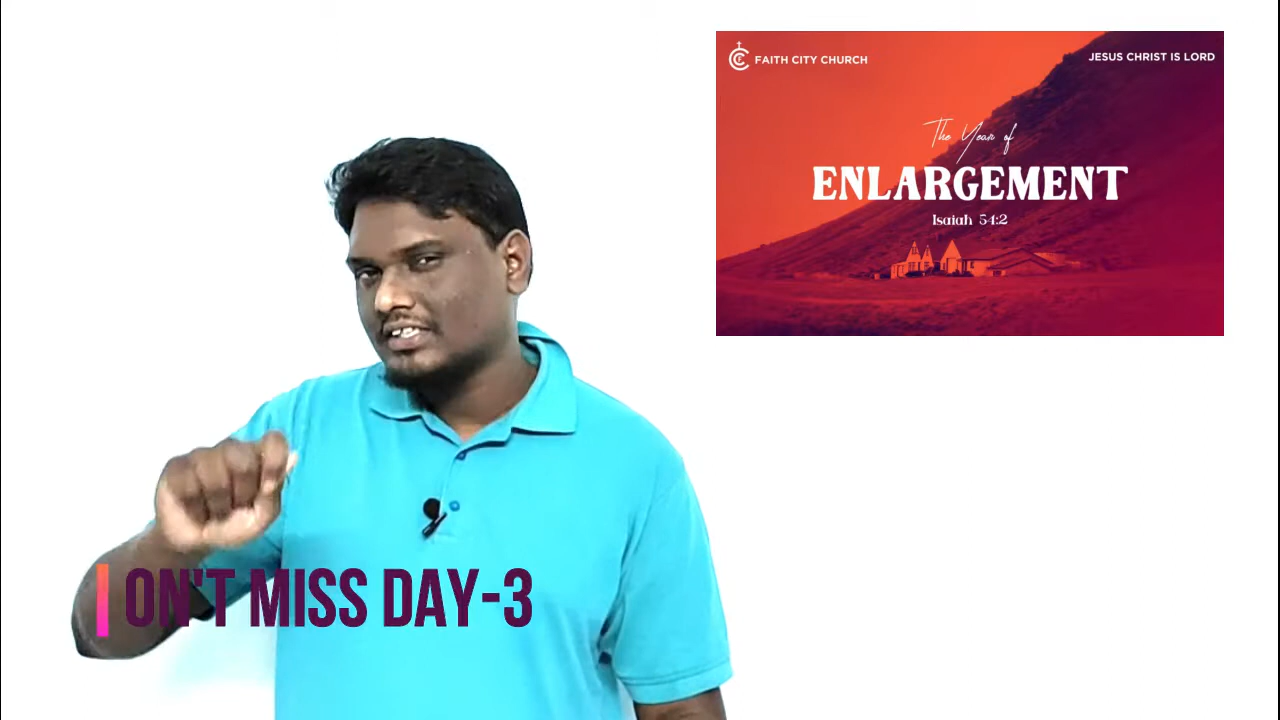 FAITH CITY CHURCH
JESUS CHRIST IS LORD
The Year of
ENLARGEMENT
Isaiah 54:2
ON'T MISS DAY-3